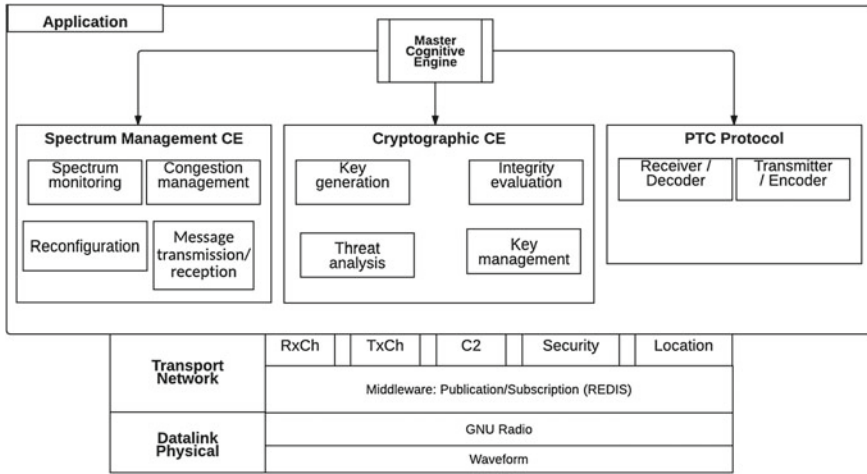 Application
Master
Cognitive
Engine
Spectrum Management CE
Spectrum
monitoring
Congestion
management
Reconfiguration
Message
transmission/
reception
Cryptographic CE
Key
generation
Integrity
evaluation
Threat
analysis
Key
management
PTC Protocol
Receiver /
Decoder
Transmitter
/ Encoder
RxCh TxCh C2 Security Location
Transport
Network
Middleware: Publication/Subscription (REDIS)
Datalink
Physical
GNU Radio
Waveform